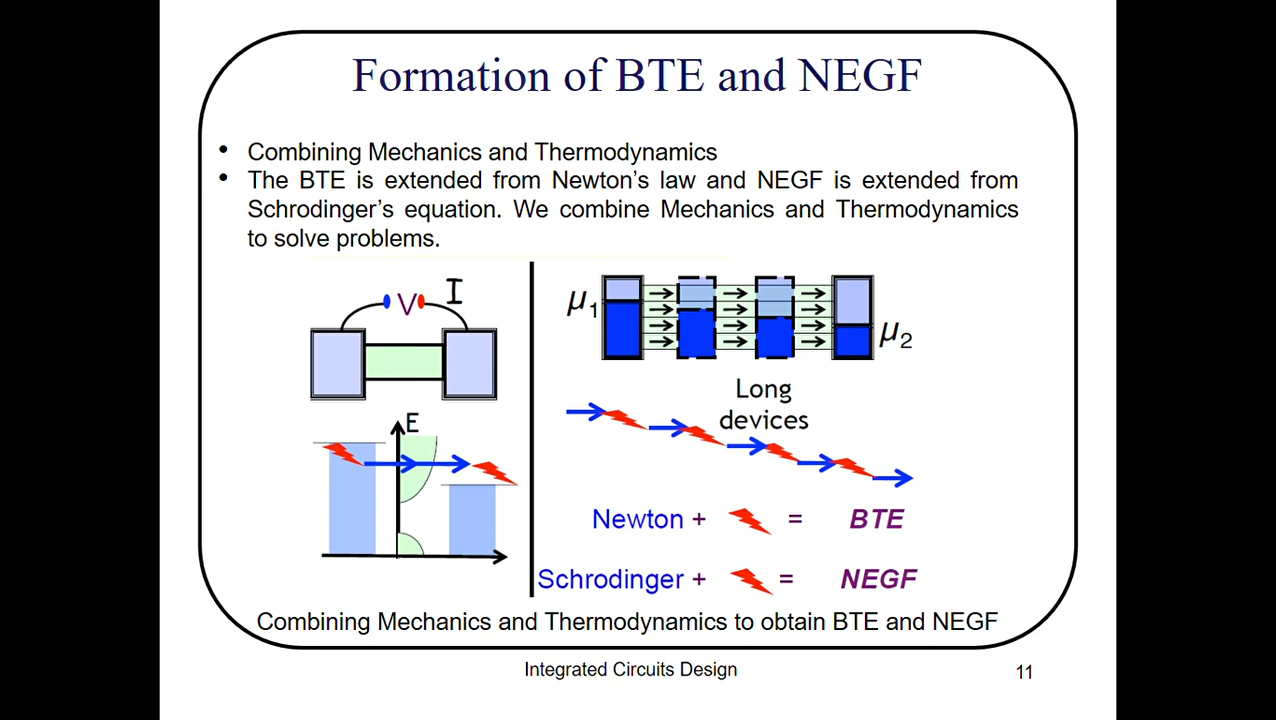 Formation of BTE and NEGF
• Combining Mechanics and Thermodynamics
• The BTE is extended from Newton's law and NEGF is extended from
Schrodinger's equation. We combine Mechanics and Thermodynamics
to solve problems.
V I
E
μ1
μ2
Long
devices
Newton + = BTE
Schrodinger + = NEGF
Combining Mechanics and Thermodynamics to obtain BTE and NEGF
Integrated Circuits Design
11